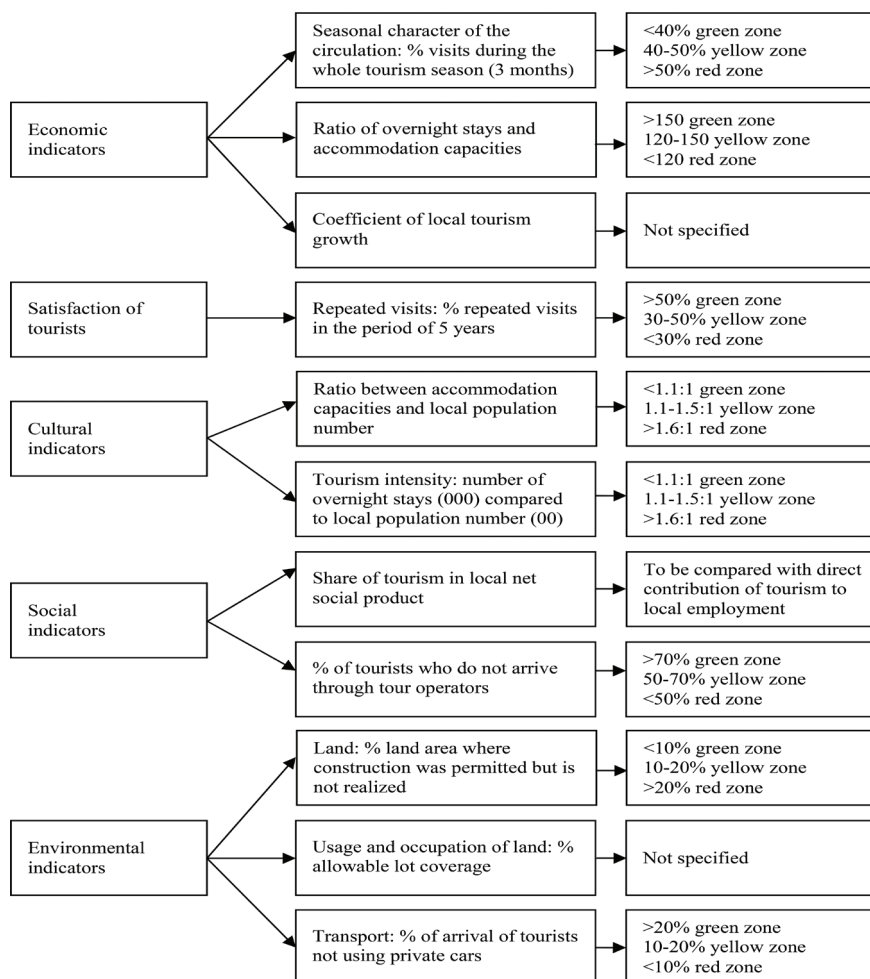 Economic
indicators
Seasonal character of the
circulation: % visits during the
whole tourism season (3 months)
<40% green zone
40-50% yellow zone
>50% red zone
Ratio of overnight stays and
accommodation capacities
>150 green zone
120-150 yellow zone
<120 red zone
Coefficient of local tourism
growth
Not specified
Satisfaction of
tourists
Repeated visits: % repeated visits
in the period of 5 years
>50% green zone
30-50% yellow zone
<30% red zone
Cultural
indicators
Ratio between accommodation
capacities and local population
number
<1.1:1 green zone
1.1-1.5:1 yellow zone
>1.6:1 red zone
Tourism intensity: number of
overnight stays (000) compared
to local population number (00)
<1.1:1 green zone
1.1-1.5:1 yellow zone
>1.6:1 red zone
Social
indicators
Share of tourism in local net
social product
To be compared with direct
contribution of tourism to
local employment
% of tourists who do not arrive
through tour operators
>70% green zone
50-70% yellow zone
<50% red zone
Environmental
indicators
Land: % land area where
construction was permitted but is
not realized
<10% green zone
10-20% yellow zone
>20% red zone
Usage and occupation of land: %
allowable lot coverage
Not specified
Transport: % of arrival of tourists
not using private cars
>20% green zone
10-20% yellow zone
<10% red zone